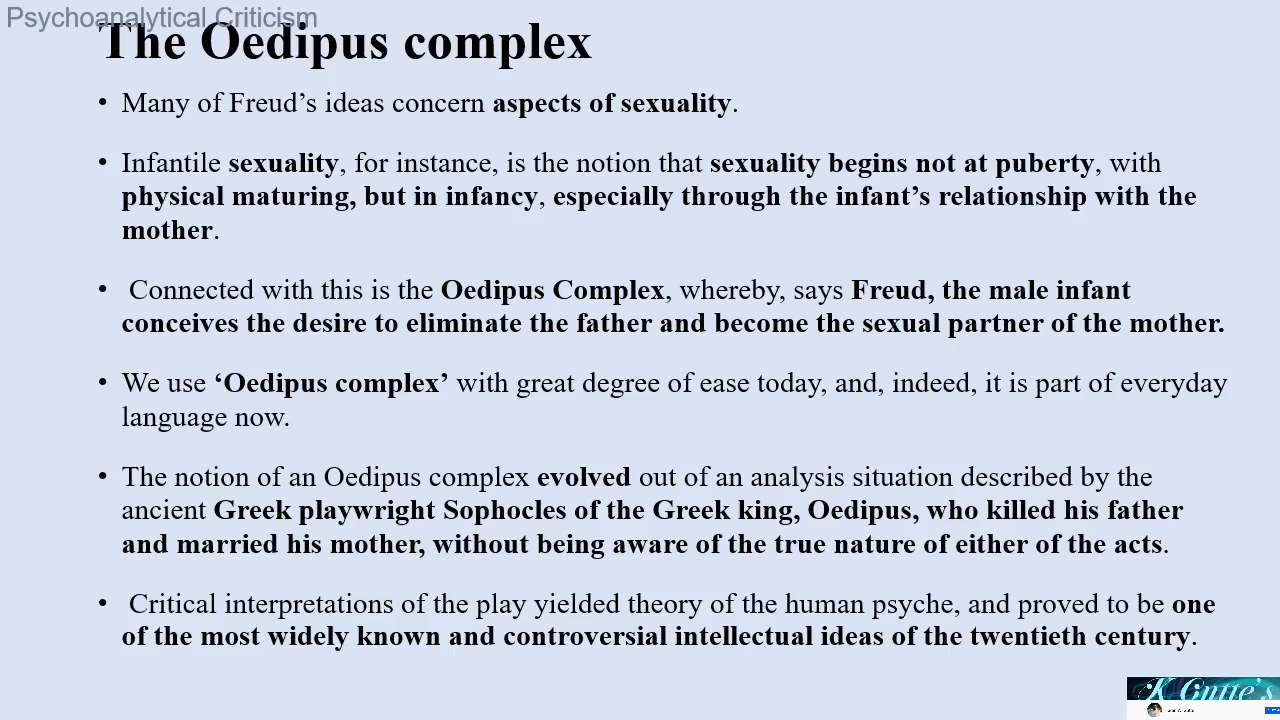 Psychoanalytical Criticism
The Oedipus complex
• Many of Freud’s ideas concern aspects of sexuality.
• Infantile sexuality, for instance, is the notion that sexuality begins not at puberty, with
physical maturing, but in infancy, especially through the infant’s relationship with the
mother.
• Connected with this is the Oedipus Complex, whereby, says Freud, the male infant
conceives the desire to eliminate the father and become the sexual partner of the mother.
• We use ‘Oedipus complex’ with great degree of ease today, and, indeed, it is part of everyday
language now.
• The notion of an Oedipus complex evolved out of an analysis situation described by the
ancient Greek playwright Sophocles of the Greek king, Oedipus, who killed his father
and married his mother, without being aware of the true nature of either of the acts.
• Critical interpretations of the play yielded theory of the human psyche, and proved to be one
of the most widely known and controversial intellectual ideas of the twentieth century.